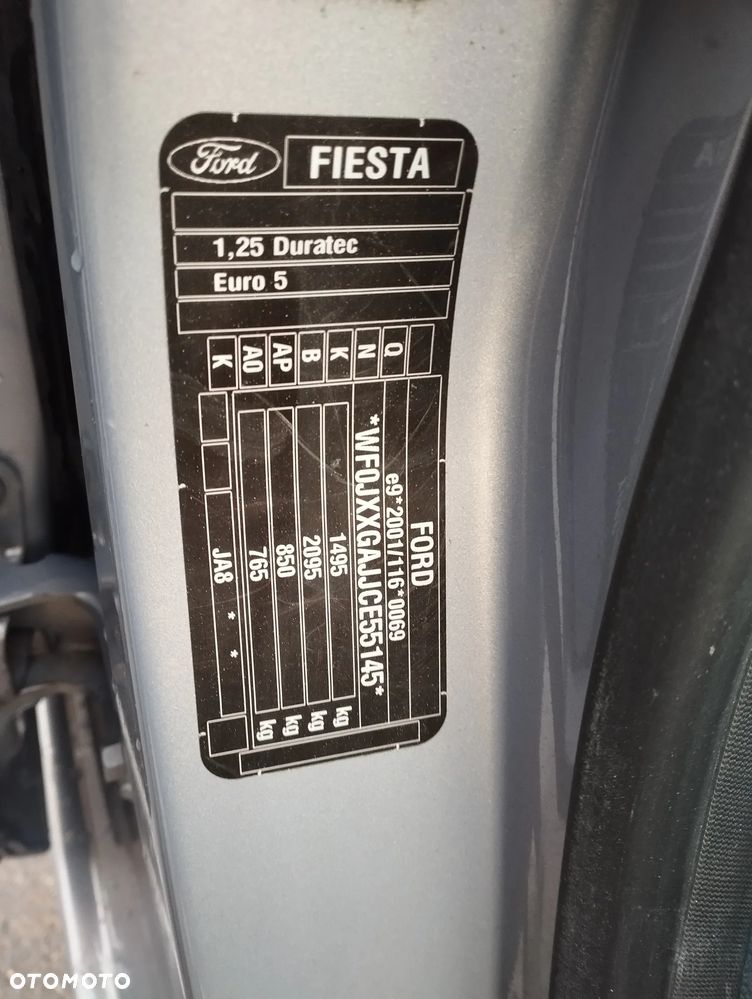 Ford FIESTA
1,25 Duratec
Euro 5
Q N K B AP A0 K
FORD
e9*2001/116*0069
*WF0JXXGAJJCE55145*
1495 kg
2095 kg
850 kg
765 kg
JA8 * *
OTOMOTO